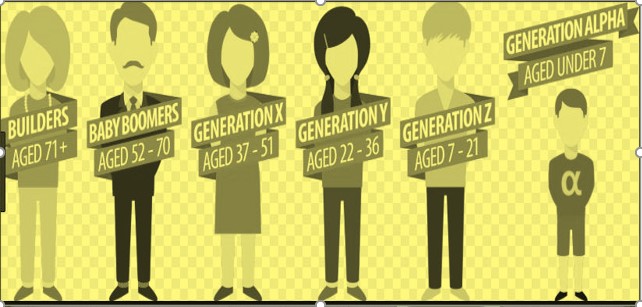 BUILDERS
AGED 71+
BABY BOOMERS
AGED 52 - 70
GENERATION X
AGED 37 - 51
GENERATION Y
AGED 22 - 36
GENERATION Z
AGED 7 - 21
GENERATION ALPHA
AGED UNDER 7
α